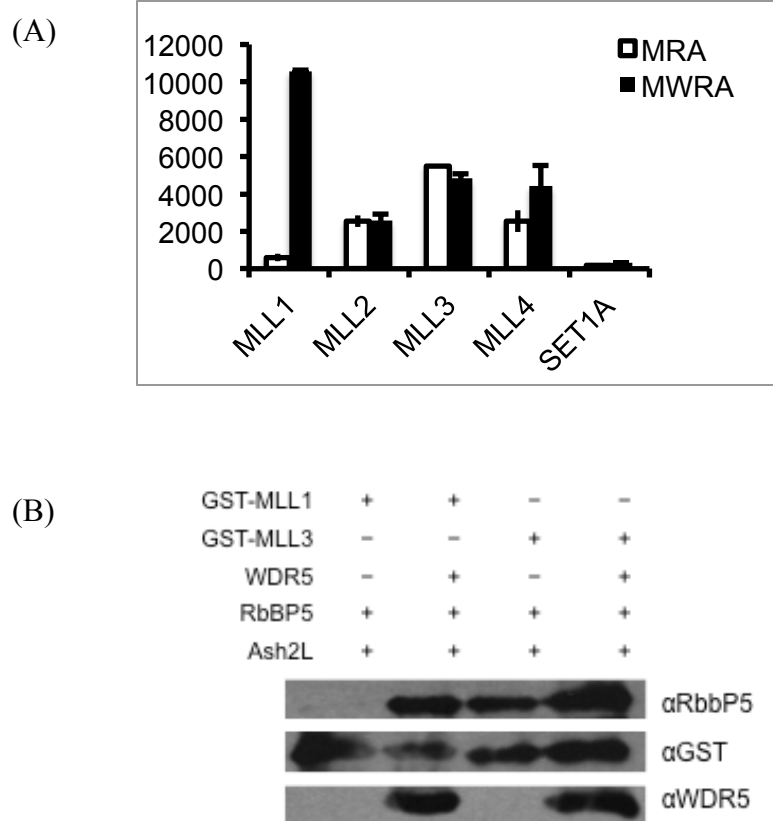 (A)
12000
10000
8000
6000
4000
2000
0
MRA
MWRA
MLL1
MLL2
MLL3
MLL4
SET1A
(B)
GST-MLL1 + + – –
GST-MLL3 – – + +
WDR5 – + – +
RbBP5 + + + +
Ash2L + + + +
αRbbP5
αGST
αWDR5